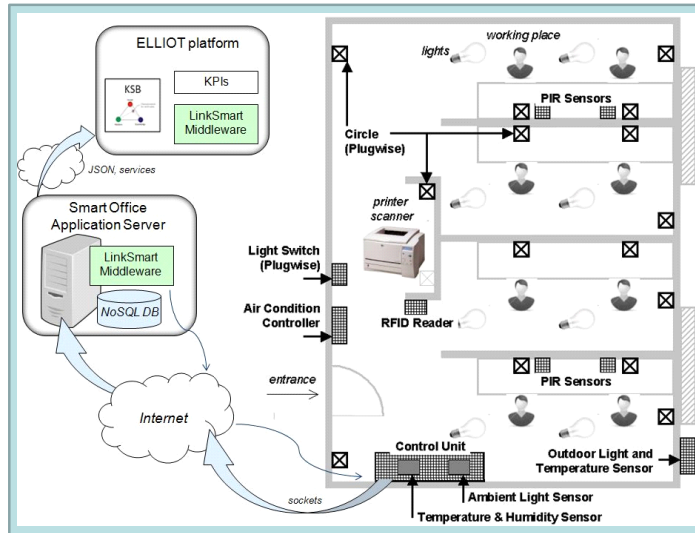 ELLIOT platform
KSB
KPIs
LinkSmart
Middleware
JSON, services
Smart Office
Application Server
LinkSmart
Middleware
NoSQL DB
Internet
sockets
working place
lights
PIR Sensors
Circle
(Plugwise)
printer
scanner
Light Switch
(Plugwise)
Air Condition
Controller
RFID Reader
entrance
PIR Sensors
Control Unit
Outdoor Light and
Temperature Sensor
Ambient Light Sensor
Temperature & Humidity Sensor